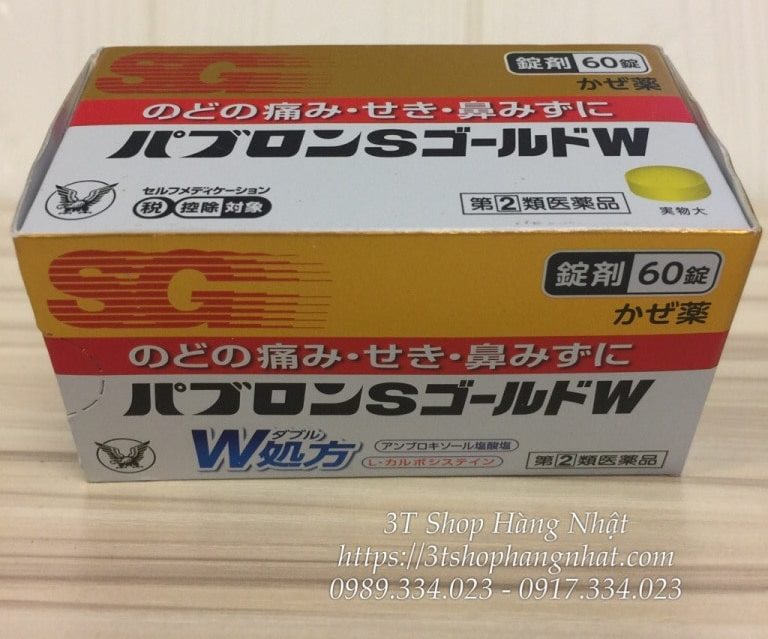 SG
錠剤 60錠
かぜ薬
のどの痛み・せき・鼻みずに
パブロンSゴールドW
セルフメディケーション
税 控除 対象
第②類医薬品
実物大
SG
錠剤 60錠
かぜ薬
のどの痛み・せき・鼻みずに
パブロンSゴールドW
ダブル
W処方
アンブロキソール塩酸塩
L-カルボシステイン
指定第②類医薬品
3T Shop Hàng Nhật
https://3tshophangnhat.com
0989.334.023 - 0917.334.023